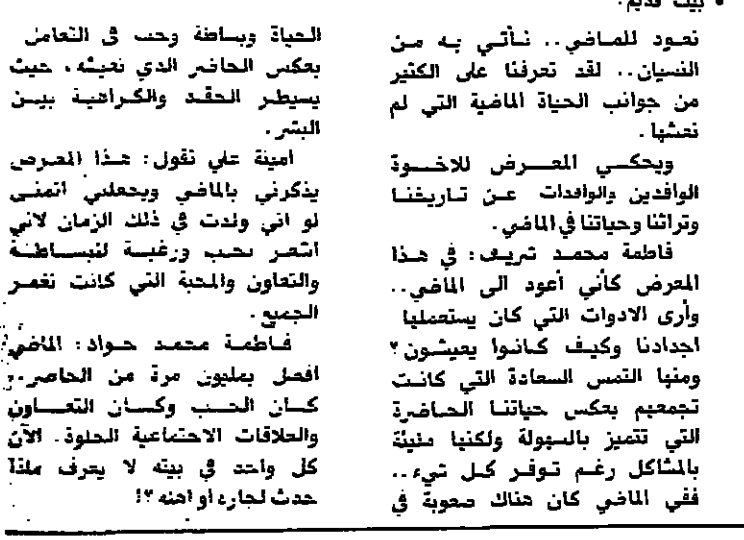 • بيت قديم.
نعود للماضي.. نأتي به من
النسيان.. لقد تعرفنا على الكثير
من جوانب الحياة الماضية التي لم
نعشها.
ويحكي المعرض للاخوة
الوافدين والوافدات عن تاريخنا
وتراثنا وحياتنا في الماضي.
فاطمة محمد شريف: في هذا
المعرض كأني أعود الى الماضي..
وأرى الادوات التي كان يستعملها
اجدادنا وكيف كانوا يعيشون؟
ومنها التمس السعادة التي كانت
تجمعهم بعكس حياتنا الحاضرة
التي تتميز بالسهولة ولكنها مليئة
بالمشاكل رغم توفر كل شيء..
ففي الماضي كان هناك صعوبة في
الحياة وبساطة وحب في التعامل
بعكس الحاضر الذي نعيشه، حيث
يسيطر الحقد والكراهية بين
البشر.
امينة علي تقول: هذا المعرض
يذكرني بالماضي ويجعلني اتمنى
لو اني ولدت في ذلك الزمان لاني
اشعر بحب ورغبة لبساطة
والتعاون والمحبة التي كانت تغمر
الجميع.
فاطمة محمد جواد: الماضي
افضل بمليون مرة من الحاضر..
كان الحب وكان التعاون
والعلاقات الاجتماعية الحلوة. الآن
كل واحد في بيته لا يعرف ماذا
حدث لجاره او اهله؟!